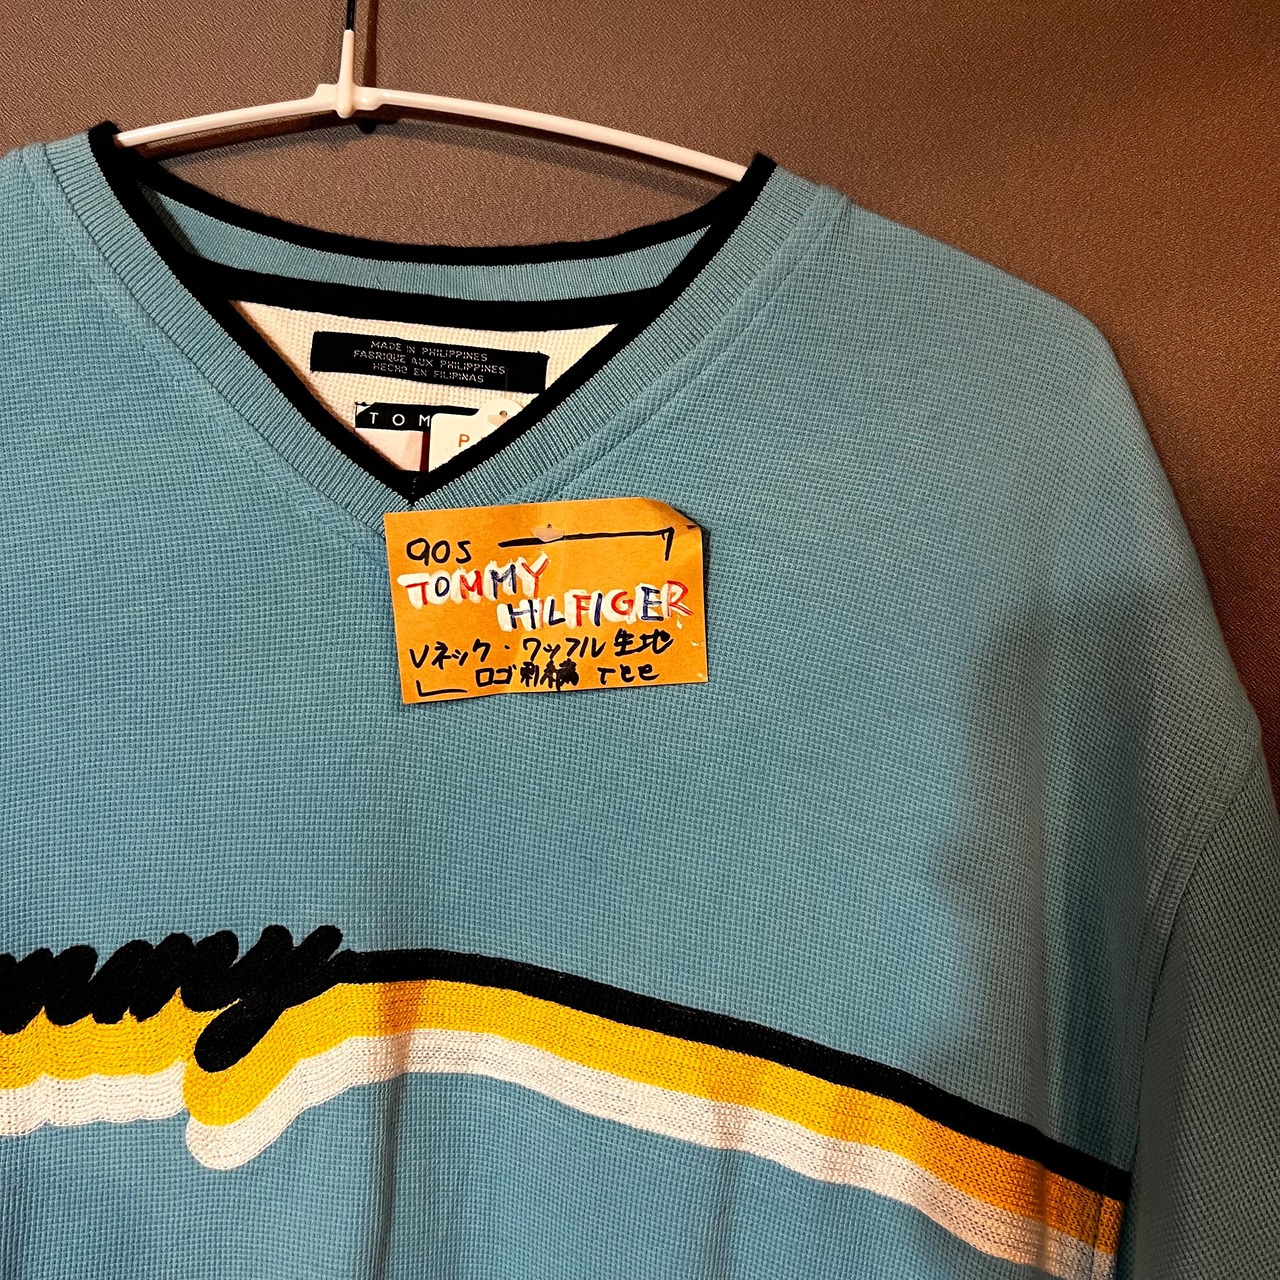 MADE IN PHILIPPINES
FABRIQUE AUX PHILIPPINES
HECHO EN FILIPINAS
TOM
P
90s
TOMMY
HILFIGER
Vネック・ワッフル生地
ロゴ刺繍 Tee
mmy